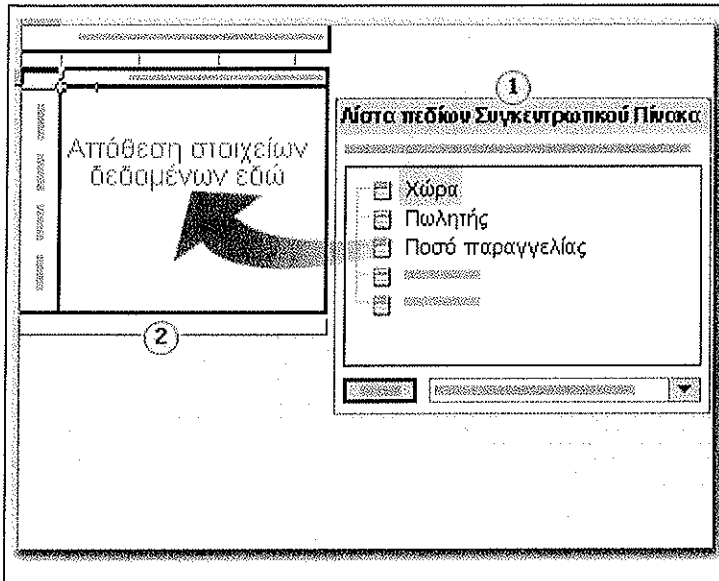 1
Λίστα πεδίων Συγκεντρωτικού Πίνακα
Απόθεση στοιχείων
δεδομένων εδώ
Χώρα
Πωλητής
Ποσό παραγγελίας
2